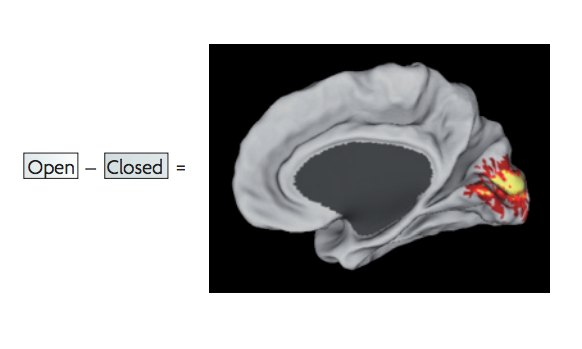 Open – Closed =